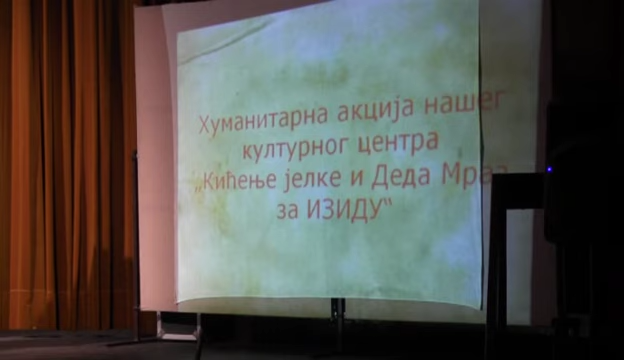 Хуманитарна акција нашег
културног центра
„Кићење јелке и Деда Мраз
за ИЗИДУ“